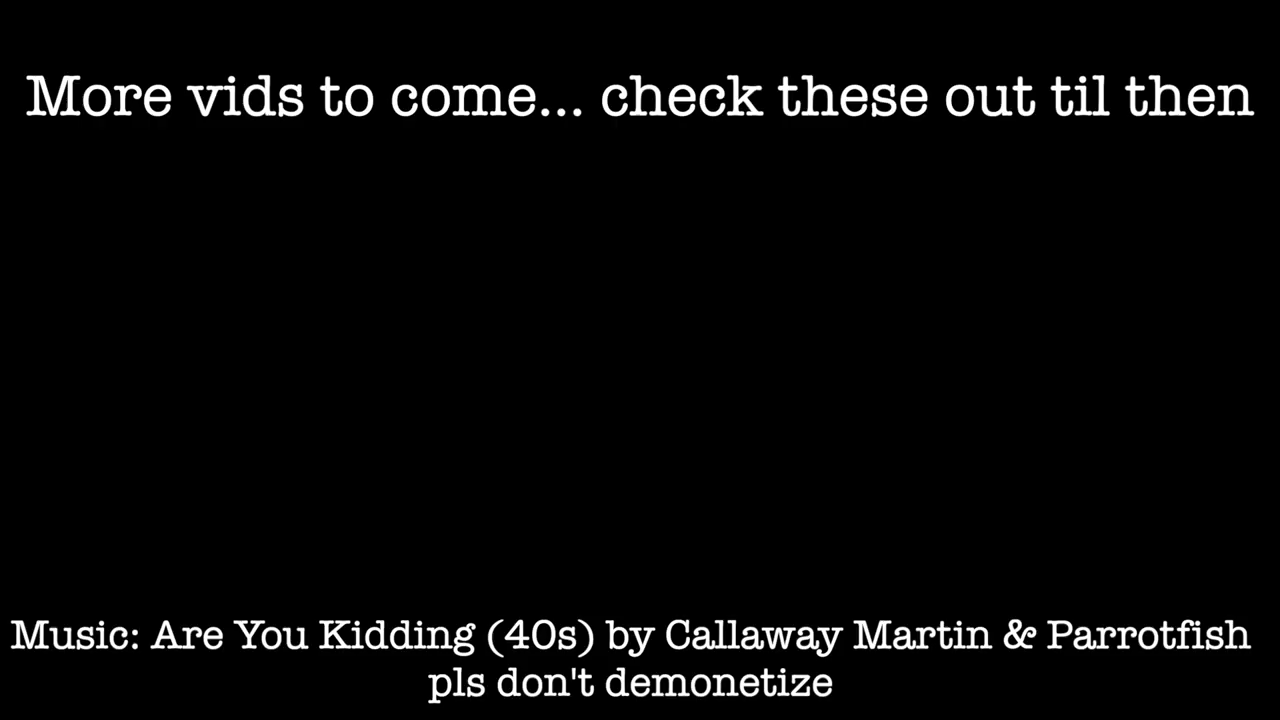 More vids to come... check these out til then
Music: Are You Kidding (40s) by Callaway Martin & Parrotfish
pls don't demonetize